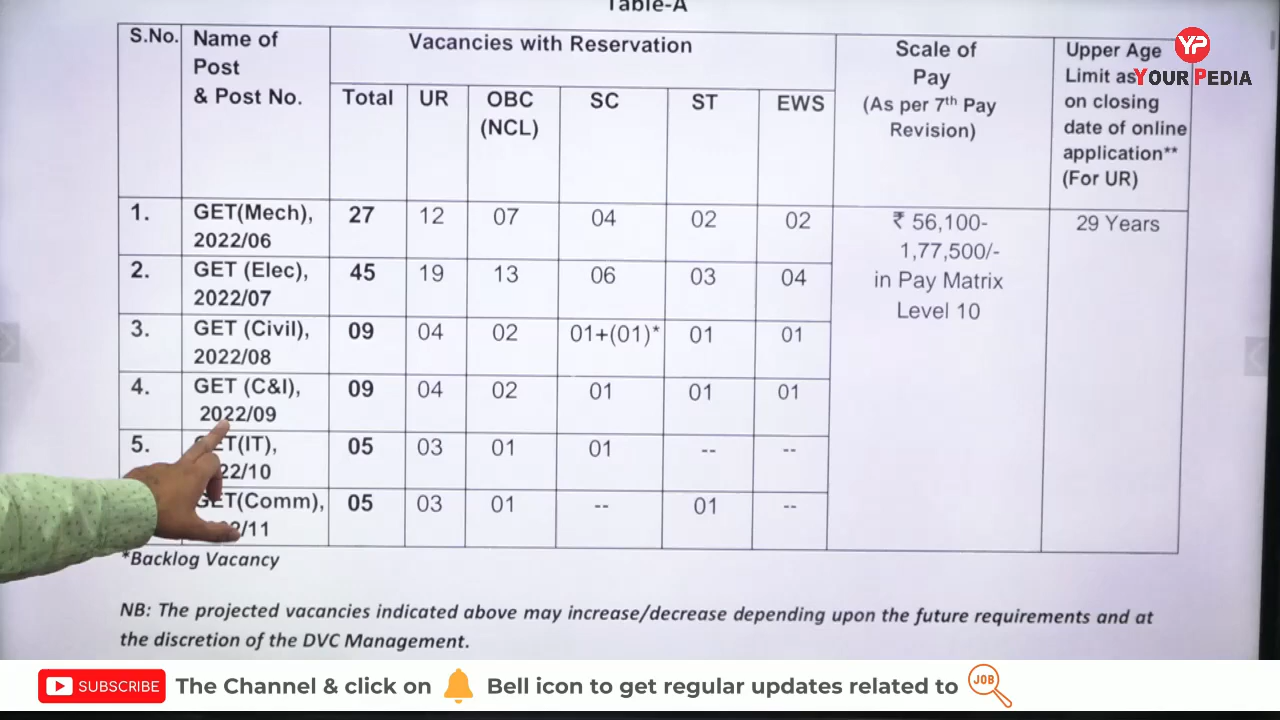 Table-A
S.No. Name of Post & Post No. Vacancies with Reservation Scale of Pay (As per 7th Pay Revision) Upper Age Limit as on closing date of online application** (For UR)
Total UR OBC (NCL) SC ST EWS
1. GET(Mech), 2022/06 27 12 07 04 02 02 ₹ 56,100-1,77,500/- in Pay Matrix Level 10 29 Years
2. GET (Elec), 2022/07 45 19 13 06 03 04
3. GET (Civil), 2022/08 09 04 02 01+(01)* 01 01
4. GET (C&I), 2022/09 09 04 02 01 01 01
5. GET(IT), 22/10 05 03 01 01 -- --
GET(Comm), /11 05 03 01 -- 01 --
*Backlog Vacancy
NB: The projected vacancies indicated above may increase/decrease depending upon the future requirements and at
the discretion of the DVC Management.
YP
YOUR PEDIA
SUBSCRIBE The Channel & click on Bell icon to get regular updates related to JOB